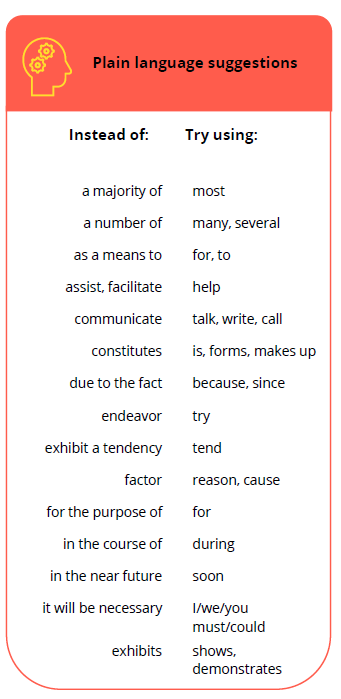 Plain language suggestions
Instead of: Try using:
a majority of most
a number of many, several
as a means to for, to
assist, facilitate help
communicate talk, write, call
constitutes is, forms, makes up
due to the fact because, since
endeavor try
exhibit a tendency tend
factor reason, cause
for the purpose of for
in the course of during
in the near future soon
it will be necessary I/we/you
must/could
exhibits shows,
demonstrates